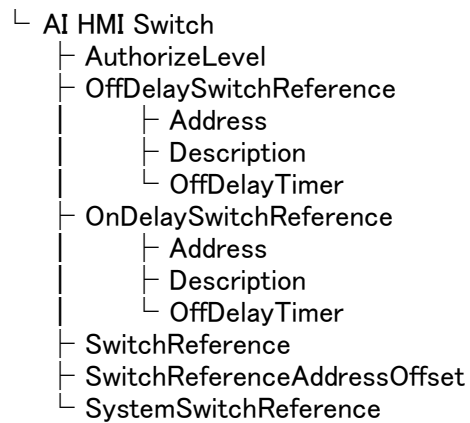 └ AI HMI Switch
├ AuthorizeLevel
├ OffDelaySwitchReference
│ ├ Address
│ ├ Description
│ └ OffDelayTimer
├ OnDelaySwitchReference
│ ├ Address
│ ├ Description
│ └ OffDelayTimer
├ SwitchReference
├ SwitchReferenceAddressOffset
└ SystemSwitchReference